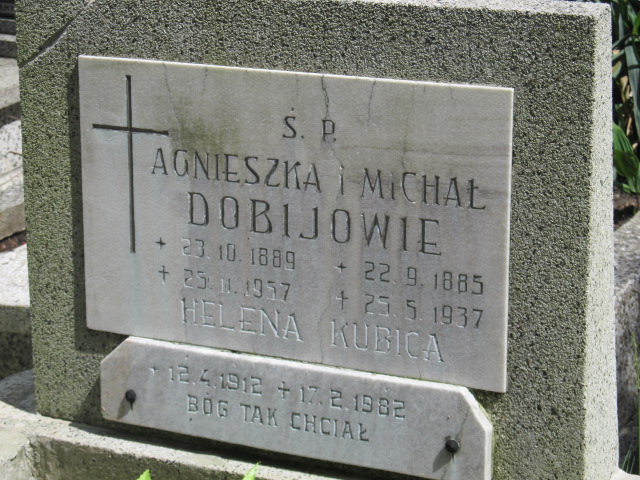 Ś. P.
AGNIESZKA I MICHAŁ
DOBIJOWIE
+ 23.10.1889 + 22.9.1885
+ 25.11.1957 + 25.5.1937
HELENA KUBICA
+ 12.4.1912 + 17.2.1982
BÓG TAK CHCIAŁ